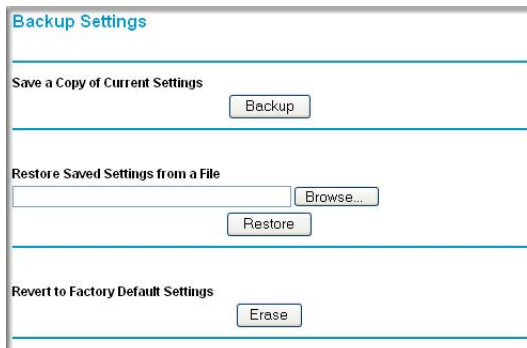 Backup Settings
Save a Copy of Current Settings
Backup
Restore Saved Settings from a File
Browse...
Restore
Revert to Factory Default Settings
Erase